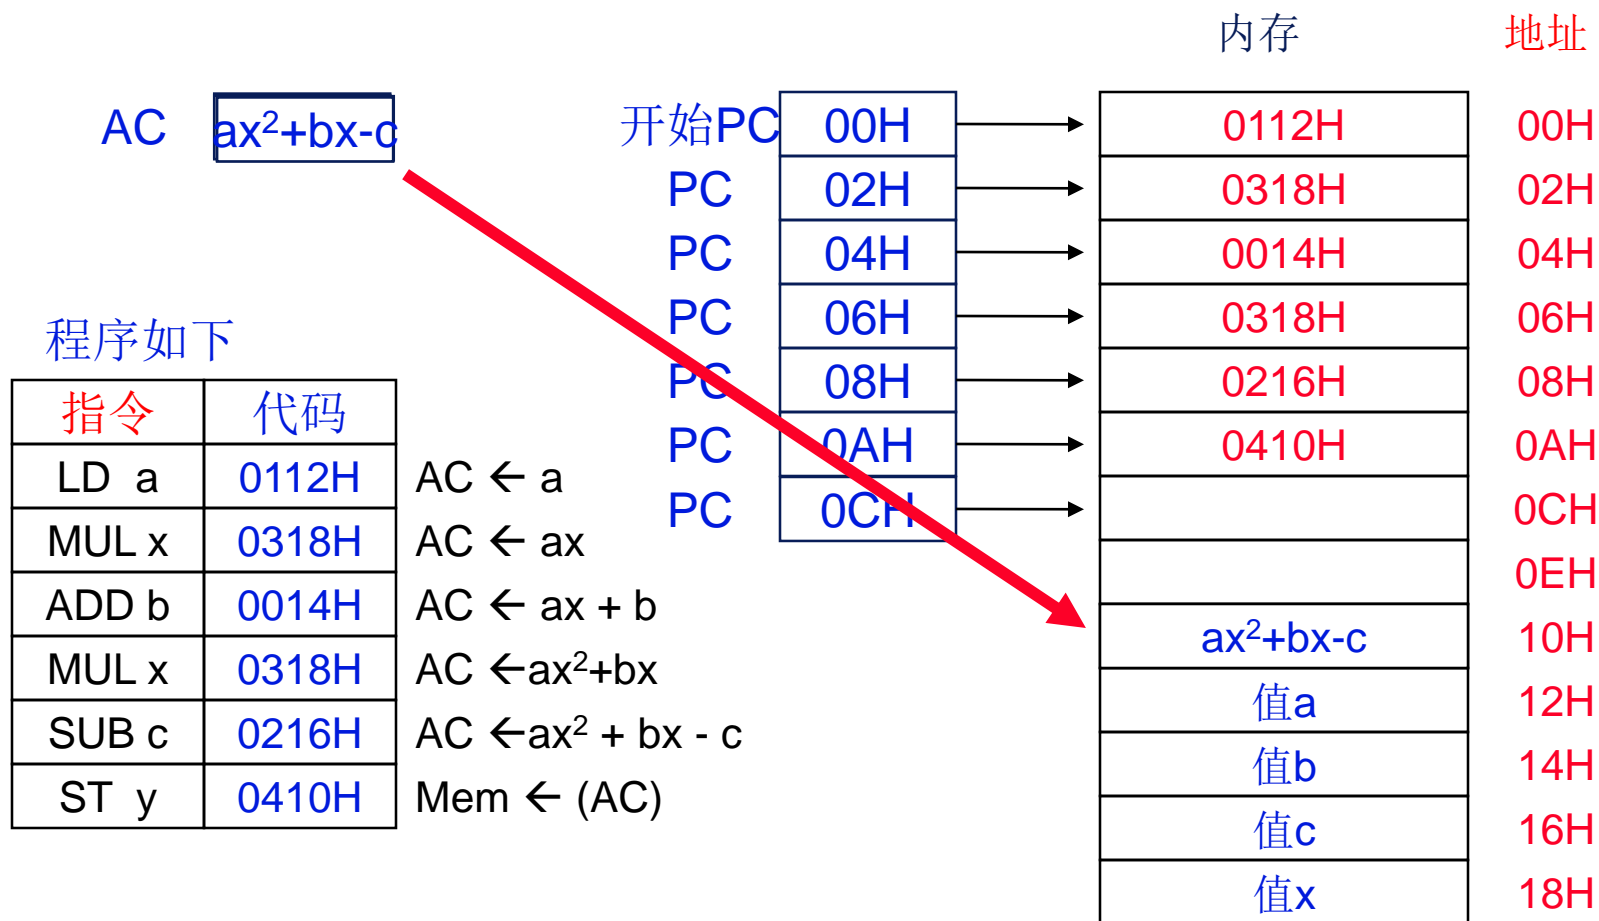 内存 地址
AC ax²+bx-c 开始PC 00H 0112H 00H
PC 02H 0318H 02H
PC 04H 0014H 04H
PC 06H 0318H 06H
程序如下
PC 08H 0216H 08H
指令 代码
PC 0AH 0410H 0AH
LD a 0112H AC ← a
PC 0CH 0CH
MUL x 0318H AC ← ax
0EH
ADD b 0014H AC ← ax + b
ax²+bx-c 10H
MUL x 0318H AC ←ax²+bx
值a 12H
SUB c 0216H AC ←ax² + bx - c
值b 14H
ST y 0410H Mem ← (AC)
值c 16H
值x 18H